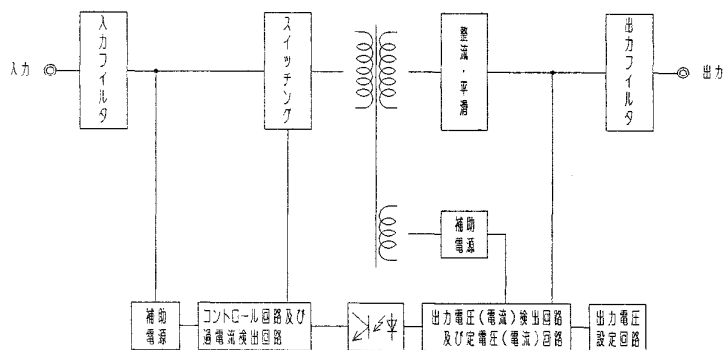 入力
入力フィルタ
スイッチング
整流・平滑
出力フィルタ
出力
補助
電源
補助
電源
コントロール回路及び
過電流検出回路
出力電圧(電流)検出回路
及び定電圧(電流)回路
出力電圧
設定回路